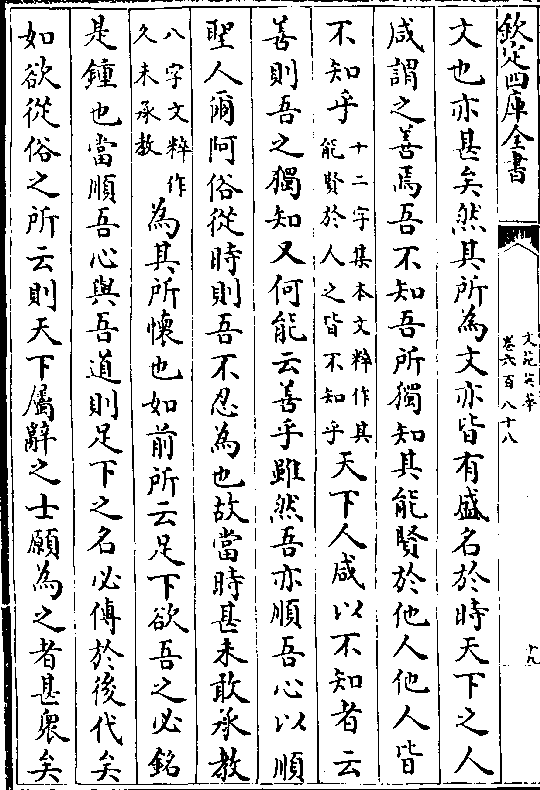 欽定四庫全書
文苑英華
卷六百八十八
十九
文也亦甚矣然其所為文亦皆有盛名於時天下之人
咸謂之善焉吾不知吾所獨知其能賢於他人他人皆
不知乎十二字集本文粹作其能賢於人之皆不知乎天下人咸以不知者云
善則吾之獨知又何能云善乎雖然吾亦順吾心以順
聖人爾阿俗從時則吾不忍為也故當時甚未敢承教
八字文粹作久未承教為其所懷也如前所云足下欲吾之必銘
是鍾也當順吾心與吾道則足下之名必傳於後代矣
如欲從俗之所云則天下屬辭之士願為之者甚衆矣